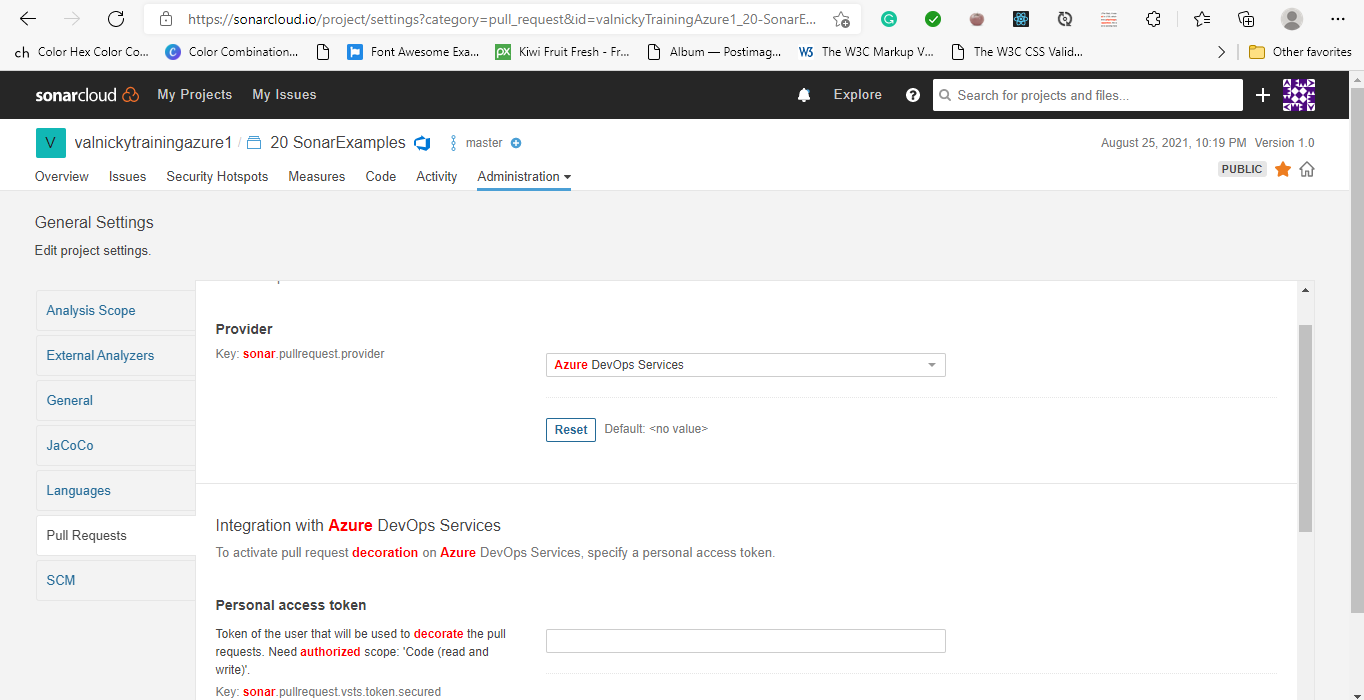 https://sonarcloud.io/project/settings?category=pull_request&id=valnickyTrainingAzure1_20-SonarE...
ch Color Hex Color Co... Color Combination... Font Awesome Exa... Kiwi Fruit Fresh - Fr... Album — Postimag... W3 The W3C Markup V... The W3C CSS Valid... Other favorites
sonarcloud My Projects My Issues Explore Search for projects and files...
V valnickytrainingazure1 / 20 SonarExamples master August 25, 2021, 10:19 PM Version 1.0
Overview Issues Security Hotspots Measures Code Activity Administration PUBLIC
General Settings
Edit project settings.
Analysis Scope
External Analyzers
General
JaCoCo
Languages
Pull Requests
SCM
Provider
Key: sonar.pullrequest.provider
Azure DevOps Services
Reset Default: <no value>
Integration with Azure DevOps Services
To activate pull request decoration on Azure DevOps Services, specify a personal access token.
Personal access token
Token of the user that will be used to decorate the pull
requests. Need authorized scope: 'Code (read and
write)'.
Key: sonar.pullrequest.vsts.token.secured